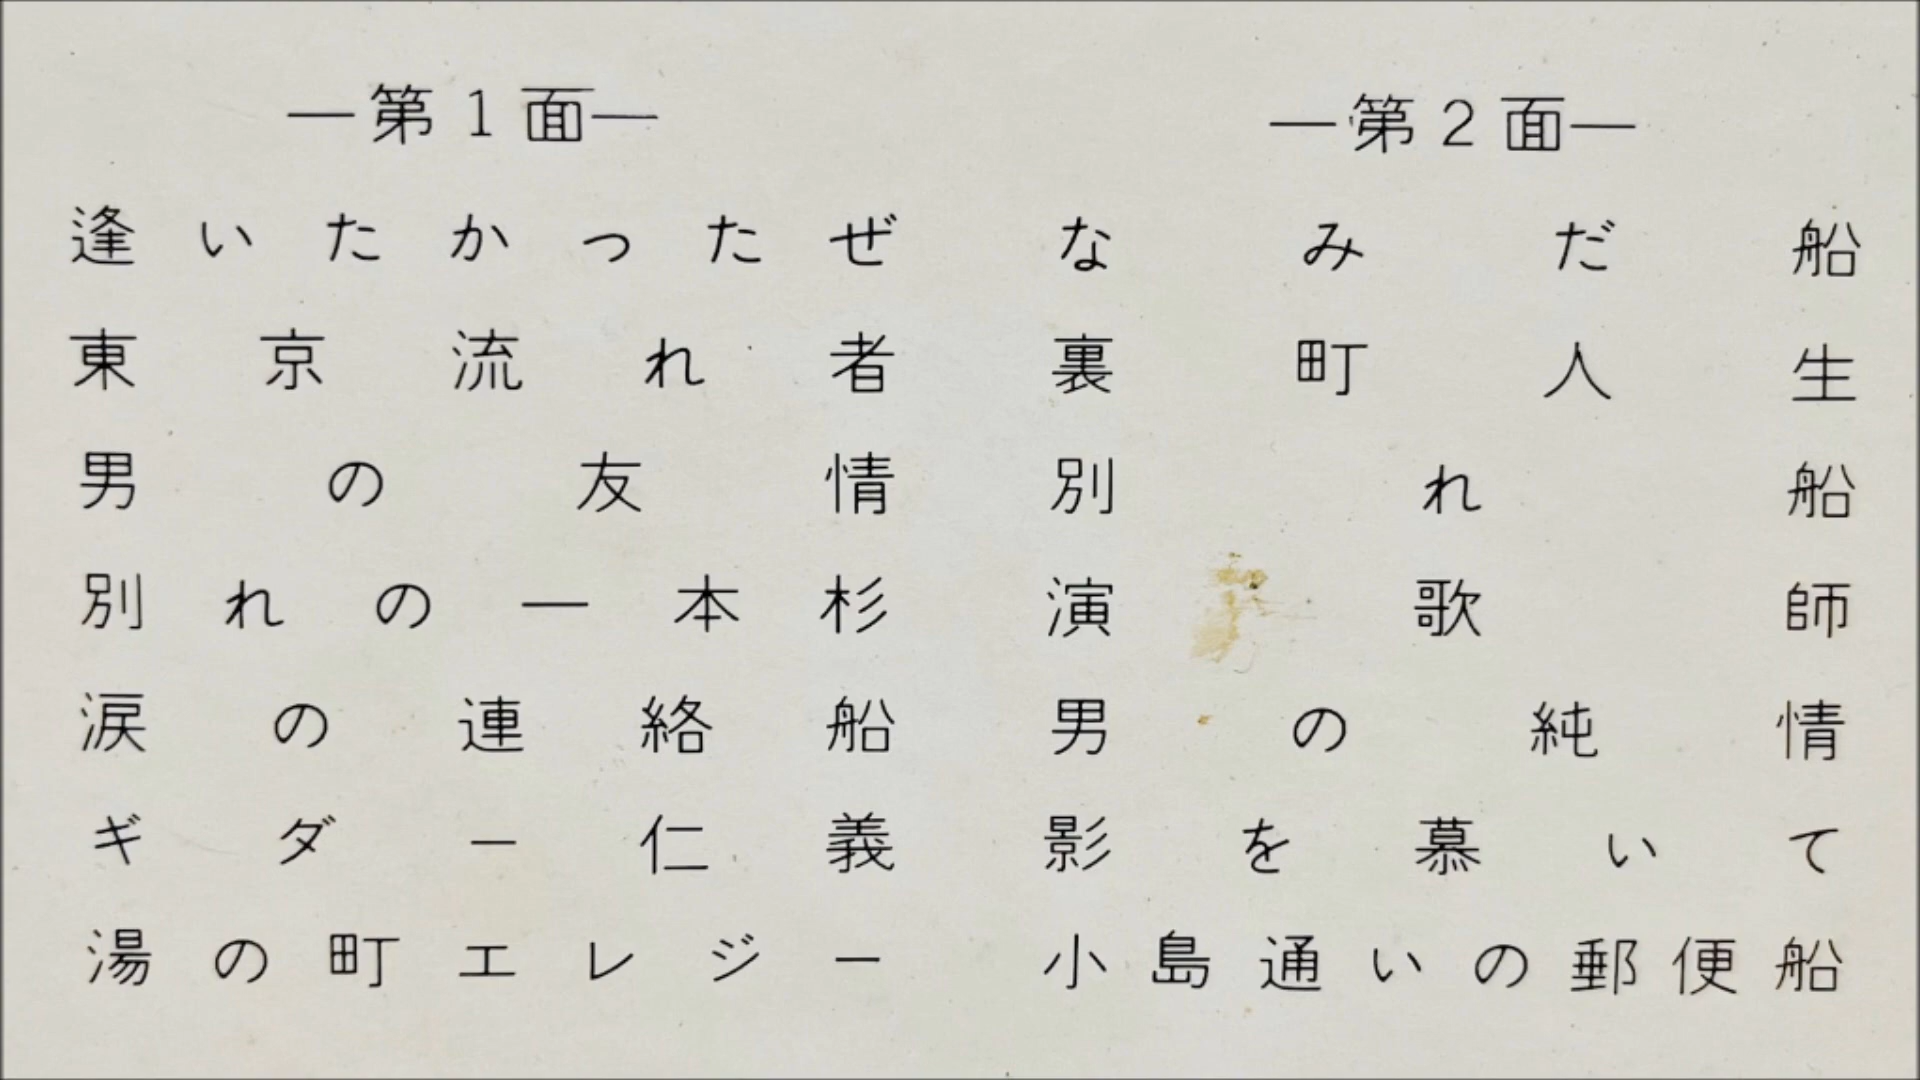 ―第1面―
逢いたかったぜ
東京流れ者
男の友情
別れの一本杉
涙の連絡船
ギター仁義
湯の町エレジー
―第2面―
なみだ船
裏町人生
別れ船
演歌師
男の純情
影を慕いて
小島通いの郵便船